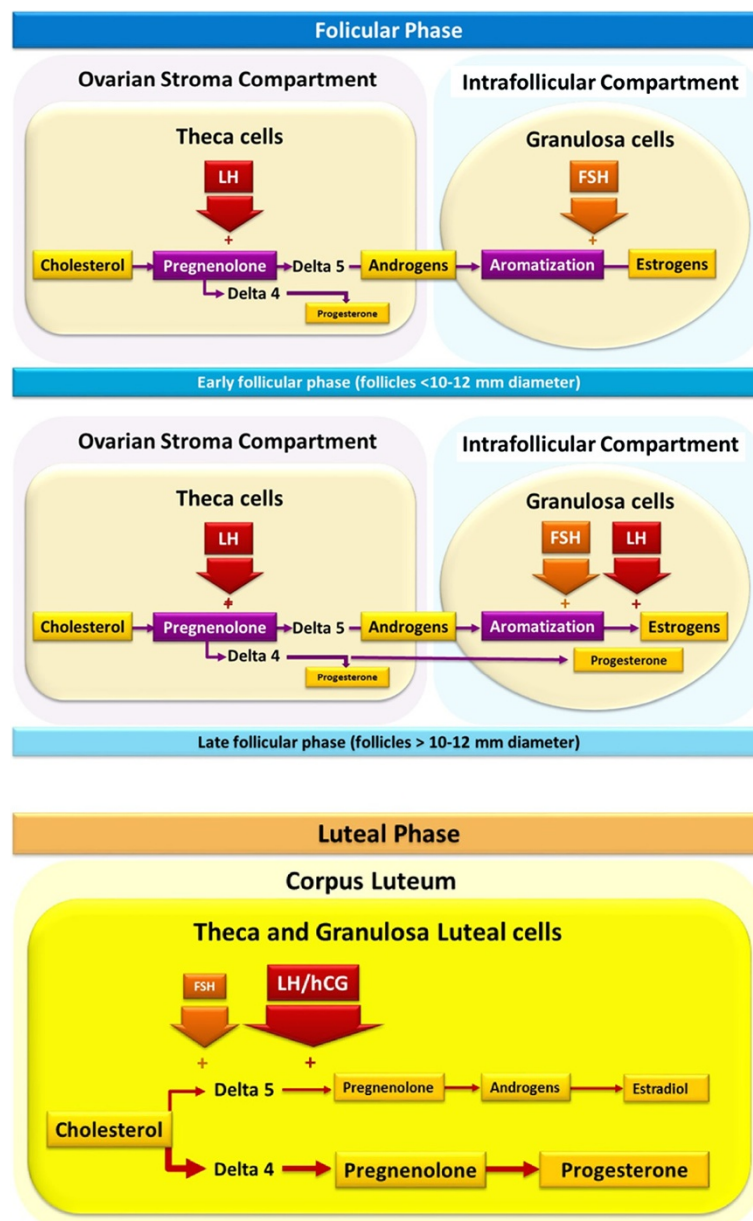 Folicular Phase
Ovarian Stroma Compartment
Intrafollicular Compartment
Theca cells
Granulosa cells
LH
FSH
+
+
Cholesterol
Pregnenolone
Delta 5
Androgens
Aromatization
Estrogens
Delta 4
Progesterone
Early follicular phase (follicles <10-12 mm diameter)
Ovarian Stroma Compartment
Intrafollicular Compartment
Theca cells
Granulosa cells
LH
FSH
LH
+
+
+
Cholesterol
Pregnenolone
Delta 5
Androgens
Aromatization
Estrogens
Delta 4
Progesterone
Progesterone
Late follicular phase (follicles > 10-12 mm diameter)
Luteal Phase
Corpus Luteum
Theca and Granulosa Luteal cells
FSH
LH/hCG
+
+
Delta 5
Pregnenolone
Androgens
Estradiol
Cholesterol
Delta 4
Pregnenolone
Progesterone